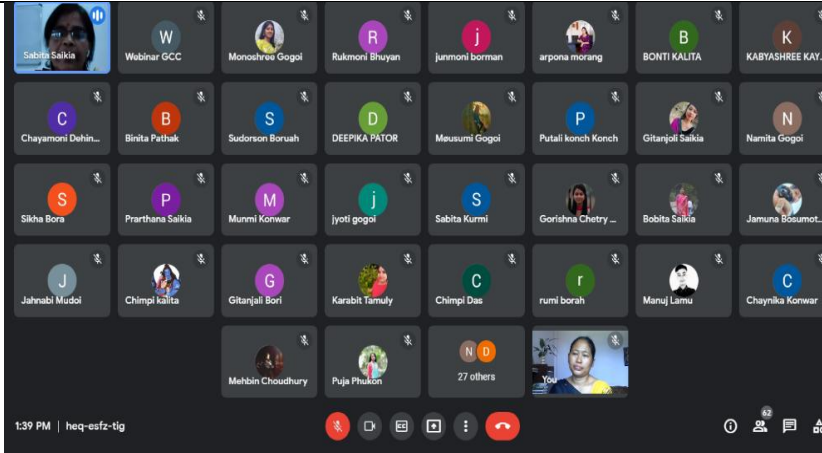 Sabita Saikia
W
Webinar GCC
Monoshree Gogoi
R
Rukmoni Bhuyan
j
junmoni borman
arpona morang
B
BONTI KALITA
K
KABYASHREE KAY...
C
Chayamoni Dehin...
B
Binita Pathak
S
Sudorson Boruah
D
DEEPIKA PATOR
Mousumi Gogoi
P
Putali konch Konch
Gitanjoli Saikia
N
Namita Gogoi
S
Sikha Bora
P
Prarthana Saikia
M
Munmi Konwar
j
jyoti gogoi
S
Sabita Kurmi
Gorishna Chetry ...
Bobita Saikia
Jamuna Bosumot...
J
Jahnabi Mudoi
Chimpi kalita
G
Gitanjali Bori
Karabit Tamuly
C
Chimpi Das
r
rumi borah
Manuj Lamu
C
Chaynika Konwar
Mehbin Choudhury
Puja Phukon
N D
27 others
You
1:39 PM | heq-esfz-tig
CC
62